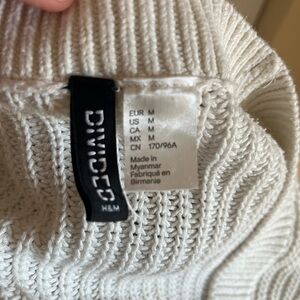 DIVIDED
H&M
EUR M
US M
CA M
MX M
CN 170/96A
Made in
Myanmar
Fabriqué en
Birmanie